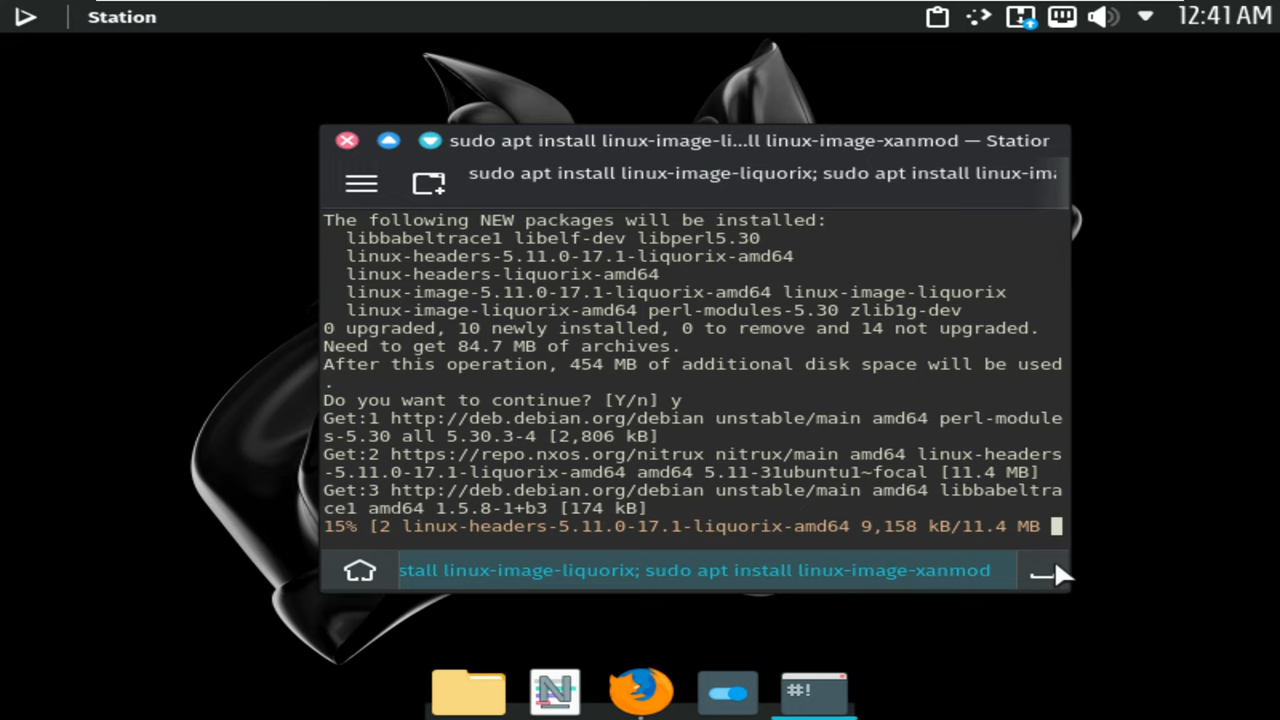 Station
12:41 AM
sudo apt install linux-image-li...ll linux-image-xanmod — Station
sudo apt install linux-image-liquorix; sudo apt install linux-ima
The following NEW packages will be installed:
libbabeltrace1 libelf-dev libperl5.30
linux-headers-5.11.0-17.1-liquorix-amd64
linux-headers-liquorix-amd64
linux-image-5.11.0-17.1-liquorix-amd64 linux-image-liquorix
linux-image-liquorix-amd64 perl-modules-5.30 zlib1g-dev
0 upgraded, 10 newly installed, 0 to remove and 14 not upgraded.
Need to get 84.7 MB of archives.
After this operation, 454 MB of additional disk space will be used
.
Do you want to continue? [Y/n] y
Get:1 http://deb.debian.org/debian unstable/main amd64 perl-module
s-5.30 all 5.30.3-4 [2,806 kB]
Get:2 https://repo.nxos.org/nitrux nitrux/main amd64 linux-headers
-5.11.0-17.1-liquorix-amd64 amd64 5.11-31ubuntu1~focal [11.4 MB]
Get:3 http://deb.debian.org/debian unstable/main amd64 libbabeltra
ce1 amd64 1.5.8-1+b3 [174 kB]
15% [2 linux-headers-5.11.0-17.1-liquorix-amd64 9,158 kB/11.4 MB
stall linux-image-liquorix; sudo apt install linux-image-xanmod
N
#!